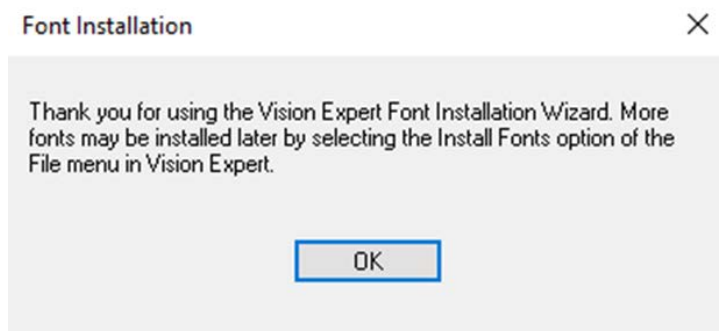 Font Installation
Thank you for using the Vision Expert Font Installation Wizard. More
fonts may be installed later by selecting the Install Fonts option of the
File menu in Vision Expert.
OK